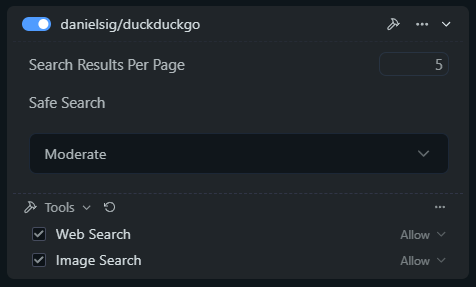 danielsig/duckduckgo
Search Results Per Page 5
Safe Search
Moderate
Tools
Web Search Allow
Image Search Allow